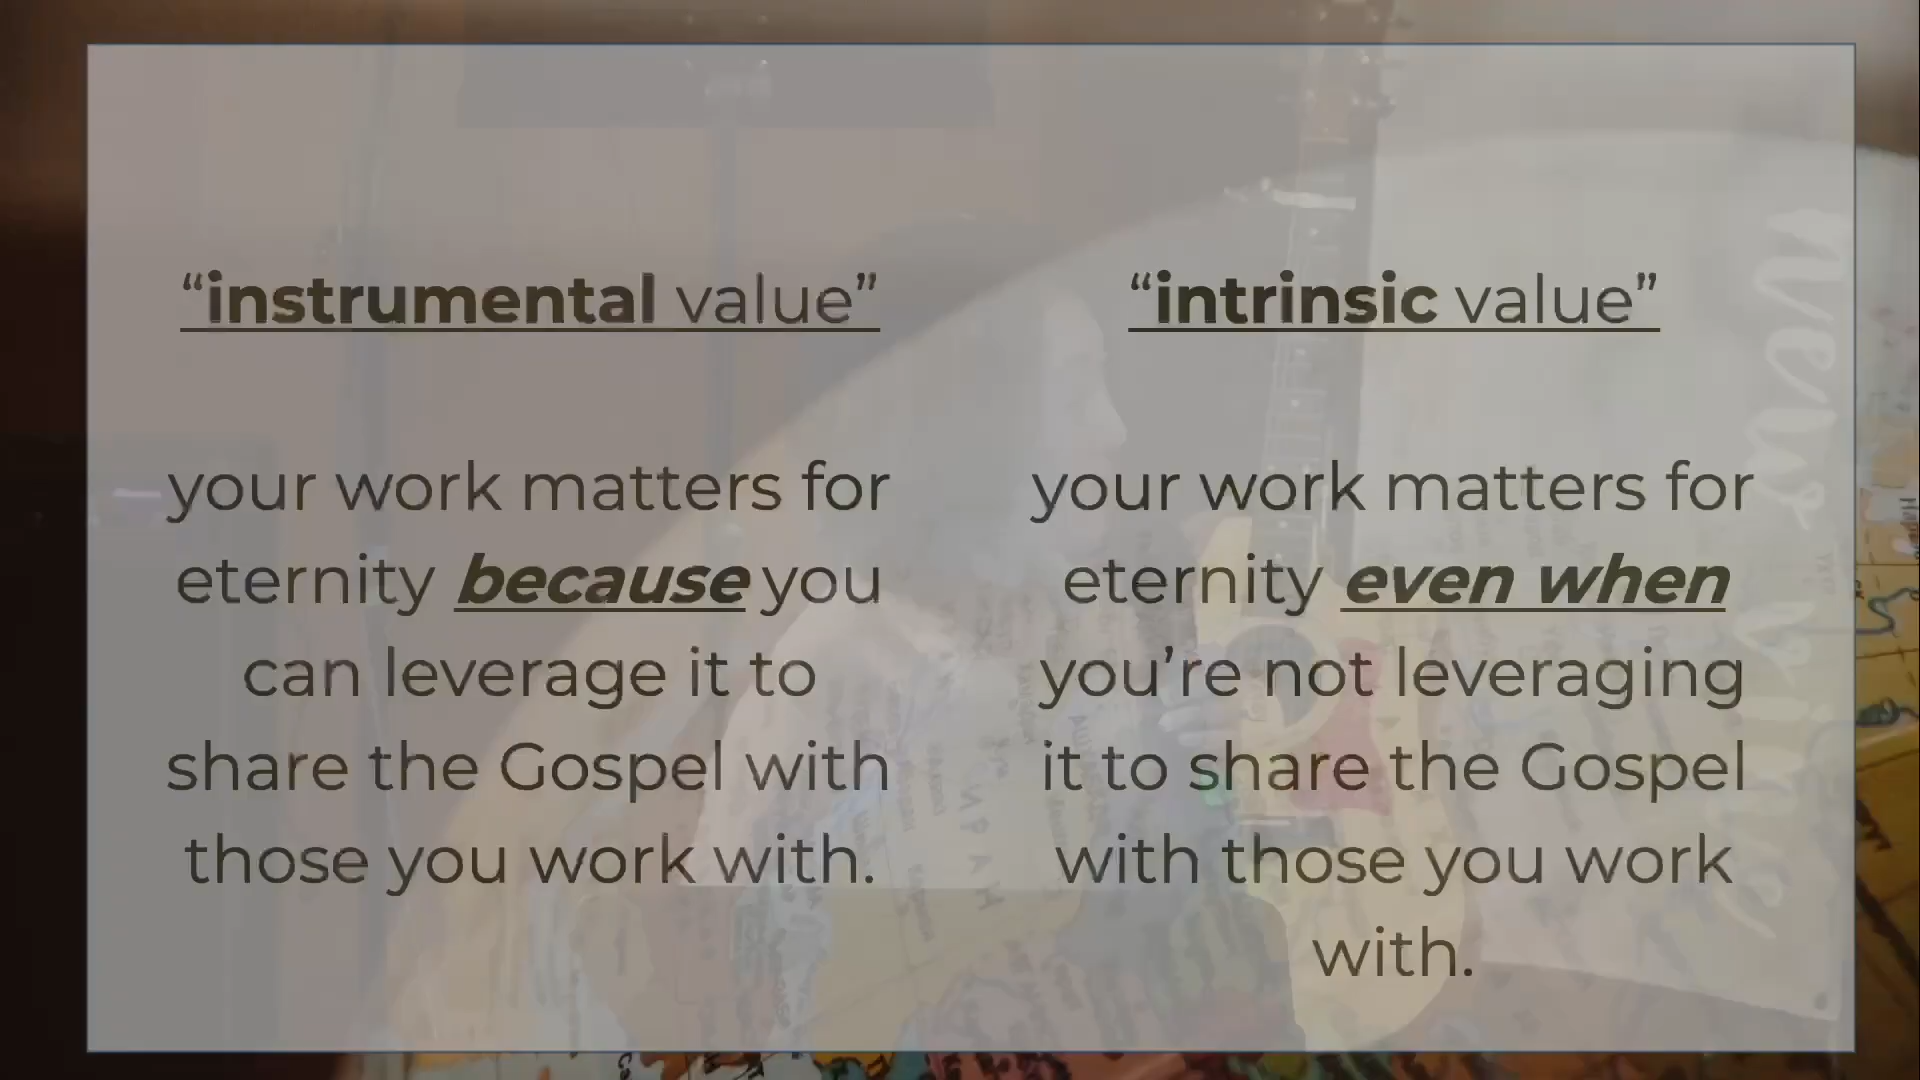 “instrumental value”
your work matters for
eternity because you
can leverage it to
share the Gospel with
those you work with.
“intrinsic value”
your work matters for
eternity even when
you’re not leveraging
it to share the Gospel
with those you work
with.